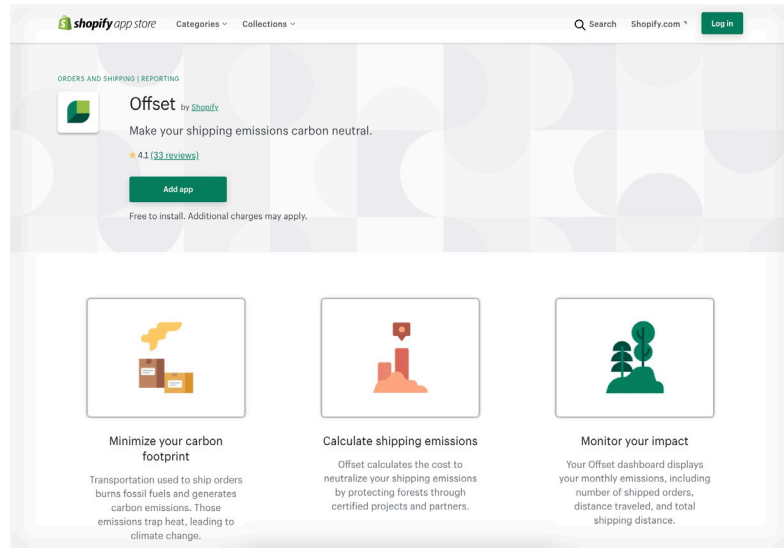 shopify app store Categories Collections Search Shopify.com Log in
ORDERS AND SHIPPING | REPORTING
Offset by Shopify
Make your shipping emissions carbon neutral.
4.1 (33 reviews)
Add app
Free to install. Additional charges may apply.
Minimize your carbon
footprint
Transportation used to ship orders
burns fossil fuels and generates
carbon emissions. Those
emissions trap heat, leading to
climate change.
Calculate shipping emissions
Offset calculates the cost to
neutralize your shipping emissions
by protecting forests through
certified projects and partners.
Monitor your impact
Your Offset dashboard displays
your monthly emissions, including
number of shipped orders,
distance traveled, and total
shipping distance.